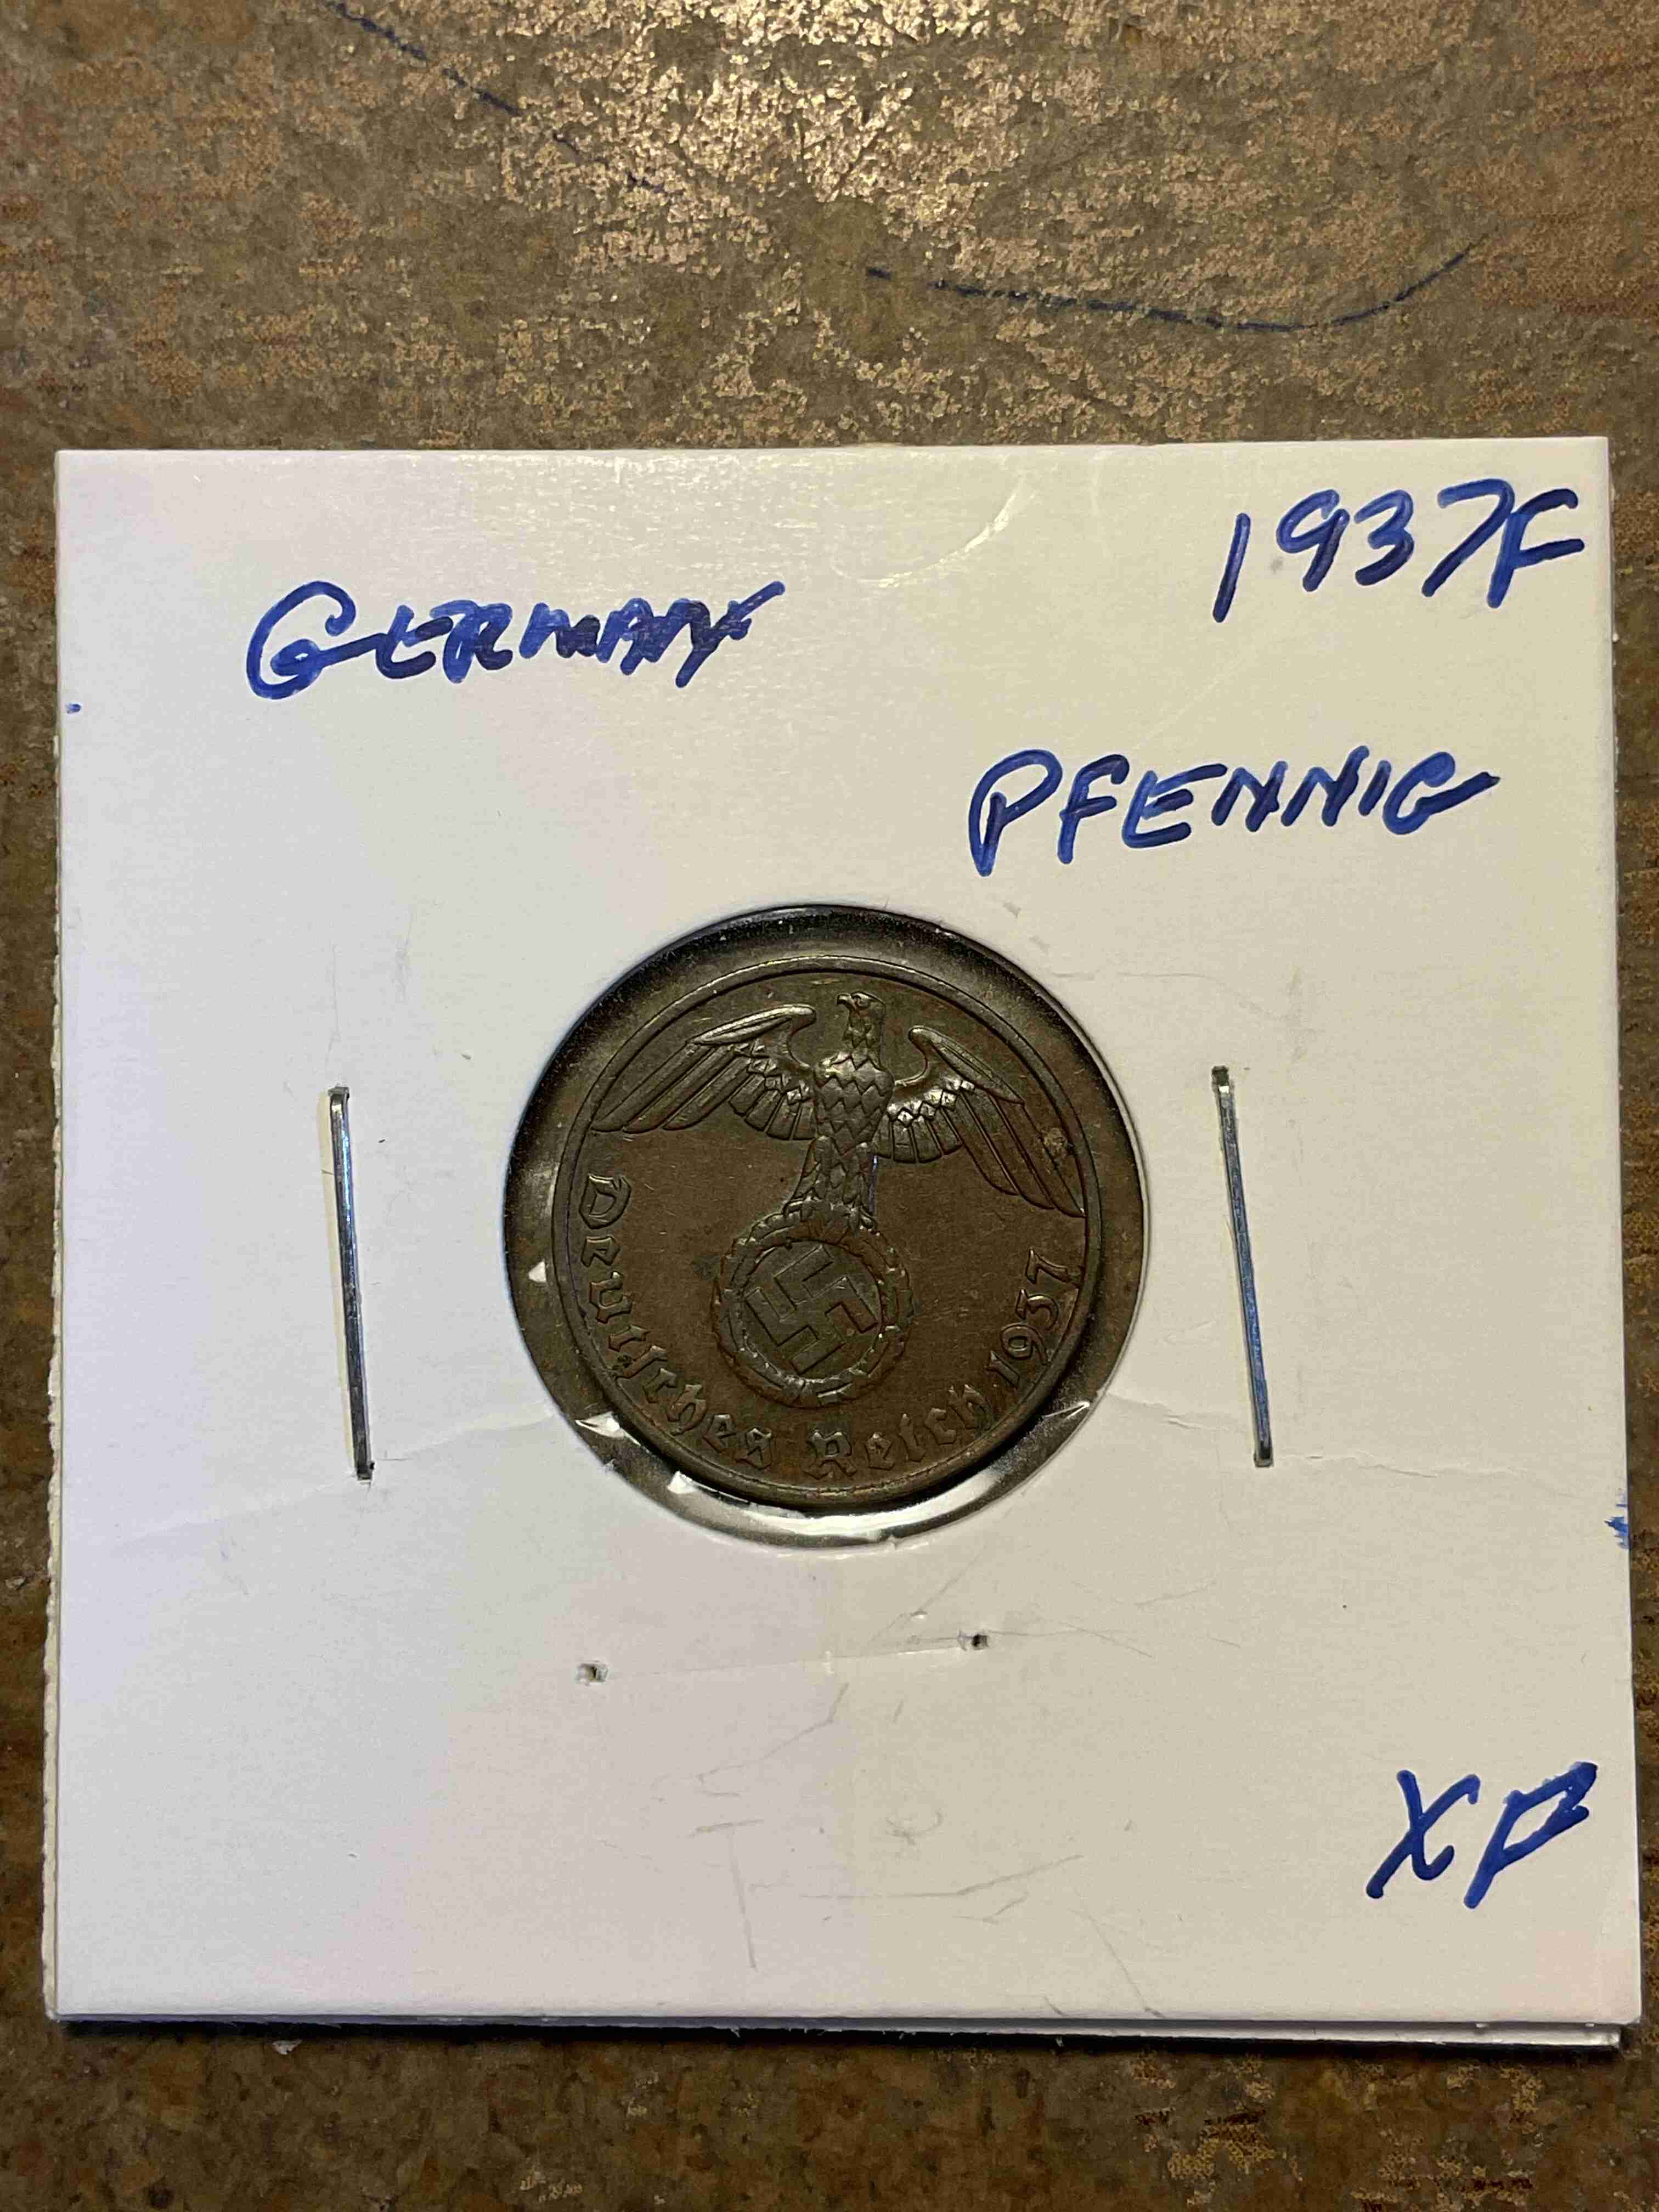 1937F
GERMANY
PFENNIG
Deutſches Reich 1937
XF